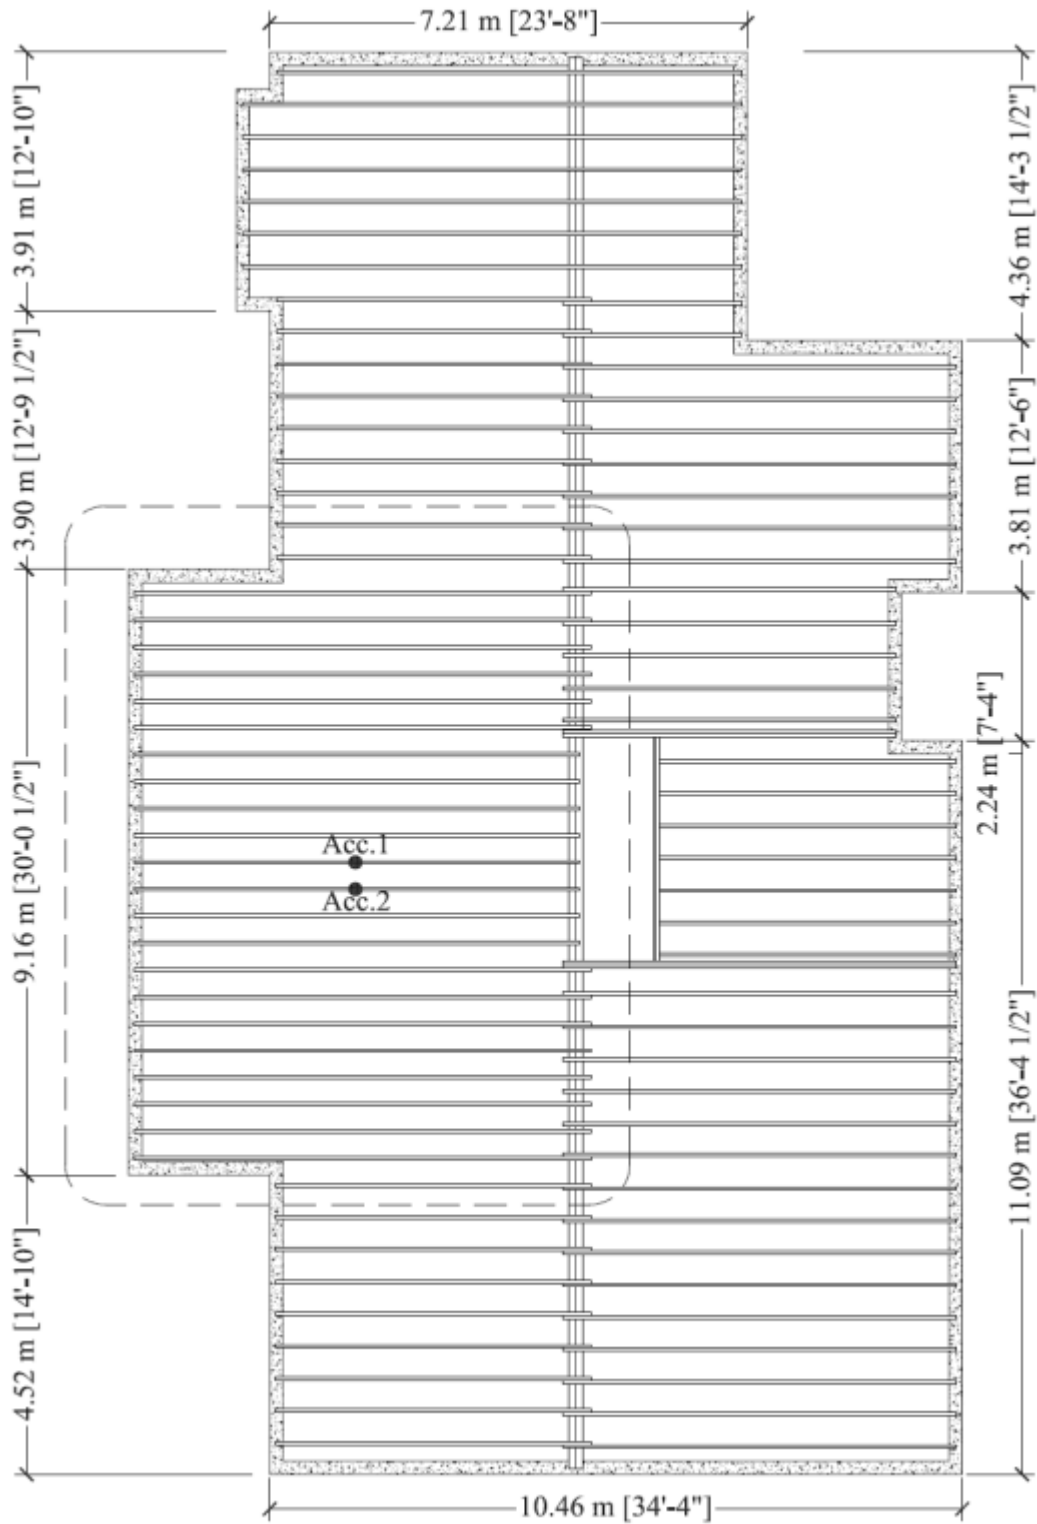 7.21 m [23'-8"]
3.91 m [12'-10"]
4.36 m [14'-3 1/2"]
3.90 m [12'-9 1/2"]
3.81 m [12'-6"]
2.24 m [7'-4"]
9.16 m [30'-0 1/2"]
Acc.1
Acc.2
11.09 m [36'-4 1/2"]
4.52 m [14'-10"]
10.46 m [34'-4"]